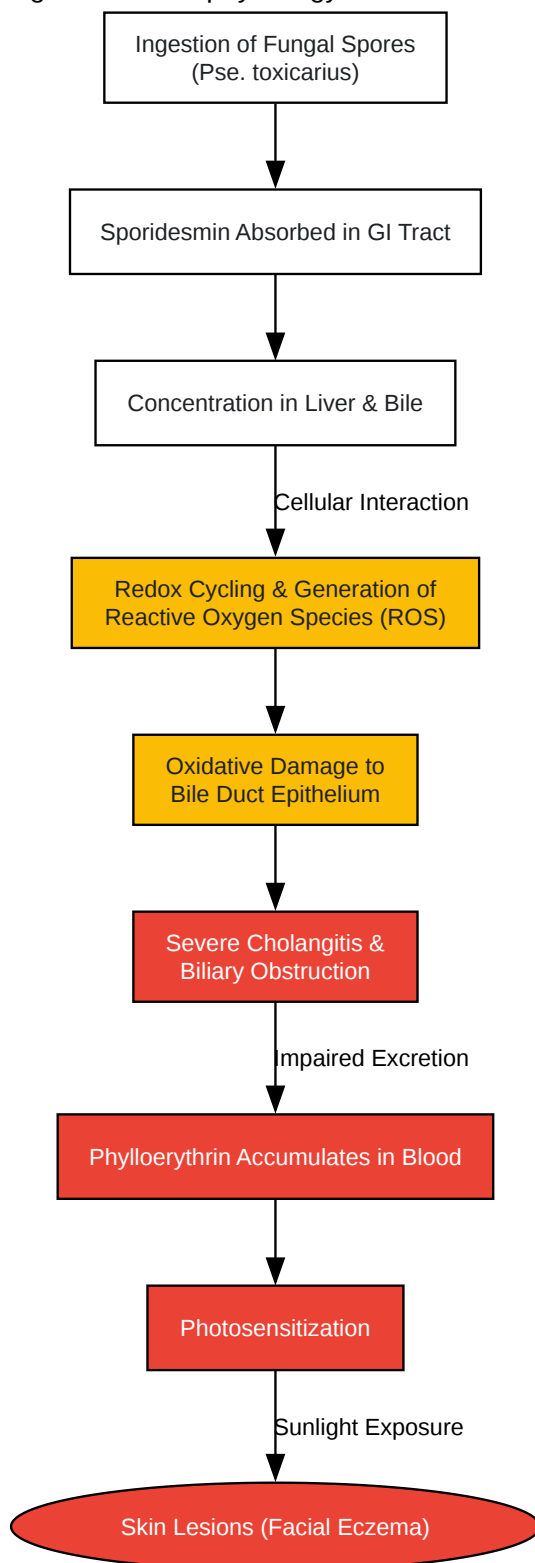 Ingestion of Fungal Spores
(Pse. toxicarius)
Sporidesmin Absorbed in GI Tract
Concentration in Liver & Bile
Cellular Interaction
Redox Cycling & Generation of
Reactive Oxygen Species (ROS)
Oxidative Damage to
Bile Duct Epithelium
Severe Cholangitis &
Biliary Obstruction
Impaired Excretion
Phylloerythrin Accumulates in Blood
Photosensitization
Sunlight Exposure
Skin Lesions (Facial Eczema)